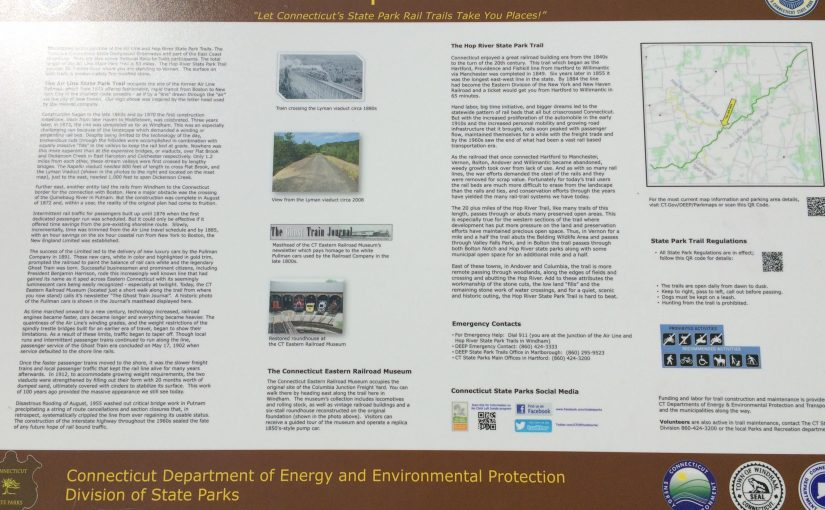 "Let Connecticut's State Park Rail Trails Take You Places!"
The Air Line State Park Trail occupies the site of the former Air Line
Construction began in the late 1860s and by 1870 the first construction
Further east, another entity laid the rails from Windham to the Connecticut
border for the connection with Boston. Here a major obstacle was the crossing
of the Quinebaug River in Putnam. But the construction was complete in August
of 1872 and, within a year, the reality of the original plan had come to fruition.
Intermittent rail traffic for passengers built up until 1876 when the first
dedicated passenger run was scheduled. But it could only be effective if it
offered time savings from the pre-existing shoreline route. Slowly,
incrementally, time was trimmed from the Air Line travel schedule and by 1885,
with an hour savings on the six hour coastal run from New York to Boston, the
New England Limited was established.
The success of the Limited led to the delivery of new luxury cars by the Pullman
Company in 1891. These new cars, white in color and highlighted in gold trim,
prompted the railroad to paint the balance of rail cars white and the legendary
Ghost Train was born. Successful businessmen and prominent citizens, including
President Benjamin Harrison, rode this increasingly well known line that had
gained its name as it sped across Eastern Connecticut with its seemingly
luminescent cars being easily recognized - especially at twilight. Today, the CT
Eastern Railroad Museum (located just a short walk along the trail from where
you now stand) calls it's newsletter "The Ghost Train Journal". A historic photo
of the Pullman cars is shown in the Journal's masthead displayed here.
As time marched onward to a new century, technology increased, railroad
engines became faster, cars became longer and everything became heavier. The
quaintness of the Air Line's winding grades, and the weight restrictions of the
spindly trestle bridges built for an earlier era of travel, began to show their
limitations. As a result of these limits, traffic began to taper off. Though local
runs and intermittent passenger trains continued to run along the line,
passenger service of the Ghost Train era concluded on May 17, 1902 when
service defaulted to the shore line rails.
Once the faster passenger trains moved to the shore, it was the slower freight
trains and local passenger traffic that kept the rail line alive for many years
afterwards. In 1912, to accommodate growing weight requirements, the two
viaducts were strengthened by filling out their form with 20 months worth of
dumped sand, ultimately covered with cinders to stabilize its surface. This work
of 100 years ago provided the massive appearance we still see today.
Disastrous flooding of August, 1955 washed out critical bridge work in Putnam
precipitating a string of route cancellations and section closures that, in
retrospect, systematically crippled the line from ever regaining its usable status.
The construction of the interstate highway throughout the 1960s sealed the fate
of any future hope of rail bound traffic.
Train crossing the Lyman viaduct circa 1880s
View from the Lyman viaduct circa 2008
The Ghost Train Journal
Masthead of the CT Eastern Railroad Museum's
newsletter which pays homage to the white
Pullman cars used by the Railroad Company in the
late 1800s
Restored roundhouse at
the CT Eastern Railroad Museum
The Connecticut Eastern Railroad Museum
The Connecticut Eastern Railroad Museum occupies the
original site of the Columbia Junction Freight Yard. You can
walk there by heading east along the trail here in
Windham. The museum's collection includes locomotives
and rolling stock, as well as vintage railroad buildings and a
six-stall roundhouse reconstructed on the original
foundation (shown in the photo above). Visitors can
receive a guided tour of the museum and operate a replica
1850's-style pump car.
The Hop River State Park Trail
Connecticut enjoyed a great railroad building era from the 1840s
to the turn of the 20th century. This trail which began as the
Hartford, Providence and Fishkill line from Hartford to Willimantic
via Manchester was completed in 1849. Six years later in 1855 it
was the longest east-west line in the state. By 1884 the line
had become the Eastern Division of the New York and New Haven
Railroad and a ticket would get you from Hartford to Willimantic in
65 minutes.
Hand labor, big time initiative, and bigger dreams led to the
statewide pattern of rail beds that all but crisscrossed Connecticut.
But with the increased proliferation of the automobile in the early
1910s and the increased personal mobility and growing road
infrastructure that it brought, rails soon peaked with passenger
flow, maintained themselves for a while with the freight trade and
by the 1960s saw the end of what had been a vast rail based
transportation era.
As the railroad that once connected Hartford to Manchester,
Vernon, Bolton, Andover and Willimantic became abandoned,
weedy growth took over from lack of use. And as with so many rail
lines, the war efforts demanded the steel of the rails and they
were removed for scrap value. Fortunately for today's trail users
the rail beds are much more difficult to erase from the landscape
than the rails and ties, and conservation efforts through the years
have yielded the many rail-trail systems we have today.
The 20 plus miles of the Hop River Trail, like many trails of this
length, passes through or abuts many preserved open areas. This
is especially true for the western sections of the trail where
development has put more pressure on the land and preservation
efforts have maintained precious open space. Thus, in Vernon for a
mile and a half the trail abuts the Belding Wildlife Area and cuts
through Valley Falls Park, and in Bolton the trail passes through
both Bolton Notch and Hop River state parks along with some
municipal open space for an additional mile and a half.
East of these towns, in Andover and Columbia, the trail is more
remote passing through woodlands, along the edges of fields and
crossing and abutting the Hop River. Add to these attributes the
workmanship of the stone cuts, the low land "fills" and the
remaining stone work of water crossings, and for a quiet, scenic
and historic outing, the Hop River State Park Trail is hard to beat.
Emergency Contacts
- For Emergency Help: Dial 911 (you are at the junction of the Air Line and
Hop River State Park Trails in Windham)
- DEEP Emergency Contact: (860) 424-3333
- DEEP State Park Trails Office in Marlborough: (860) 295-9523
- CT State Parks Main Offices in Hartford: (860) 424-3200
Connecticut State Parks Social Media
Find us on
Facebook
twitter
For the most current map information and parking area details,
visit CT.Gov/DEEP/Parkmaps or scan this QR Code.
State Park Trail Regulations
• All State Park Regulations are in effect;
follow this QR code for details:
• The trails are open daily from dawn to dusk.
• Keep to right, pass to left, call out before passing.
• Dogs must be kept on a leash.
• Hunting from the trail is prohibited.
PROHIBITED ACTIVITIES
RECOMMENDED ACTIVITIES
Funding and labor for trail construction and maintenance is provide
CT Departments of Energy & Environmental Protection and Transpor
and the municipalities along the way.
Volunteers are also active in trail maintenance, contact The CT St
Division 860-424-3200 or the local Parks and Recreation department
Connecticut Department of Energy and Environmental Protection
Division of State Parks
CONNECTICUT
STATE PARKS
CONNECTICUT
TOWN OF WINDHAM
SEAL
CONNECTICUT